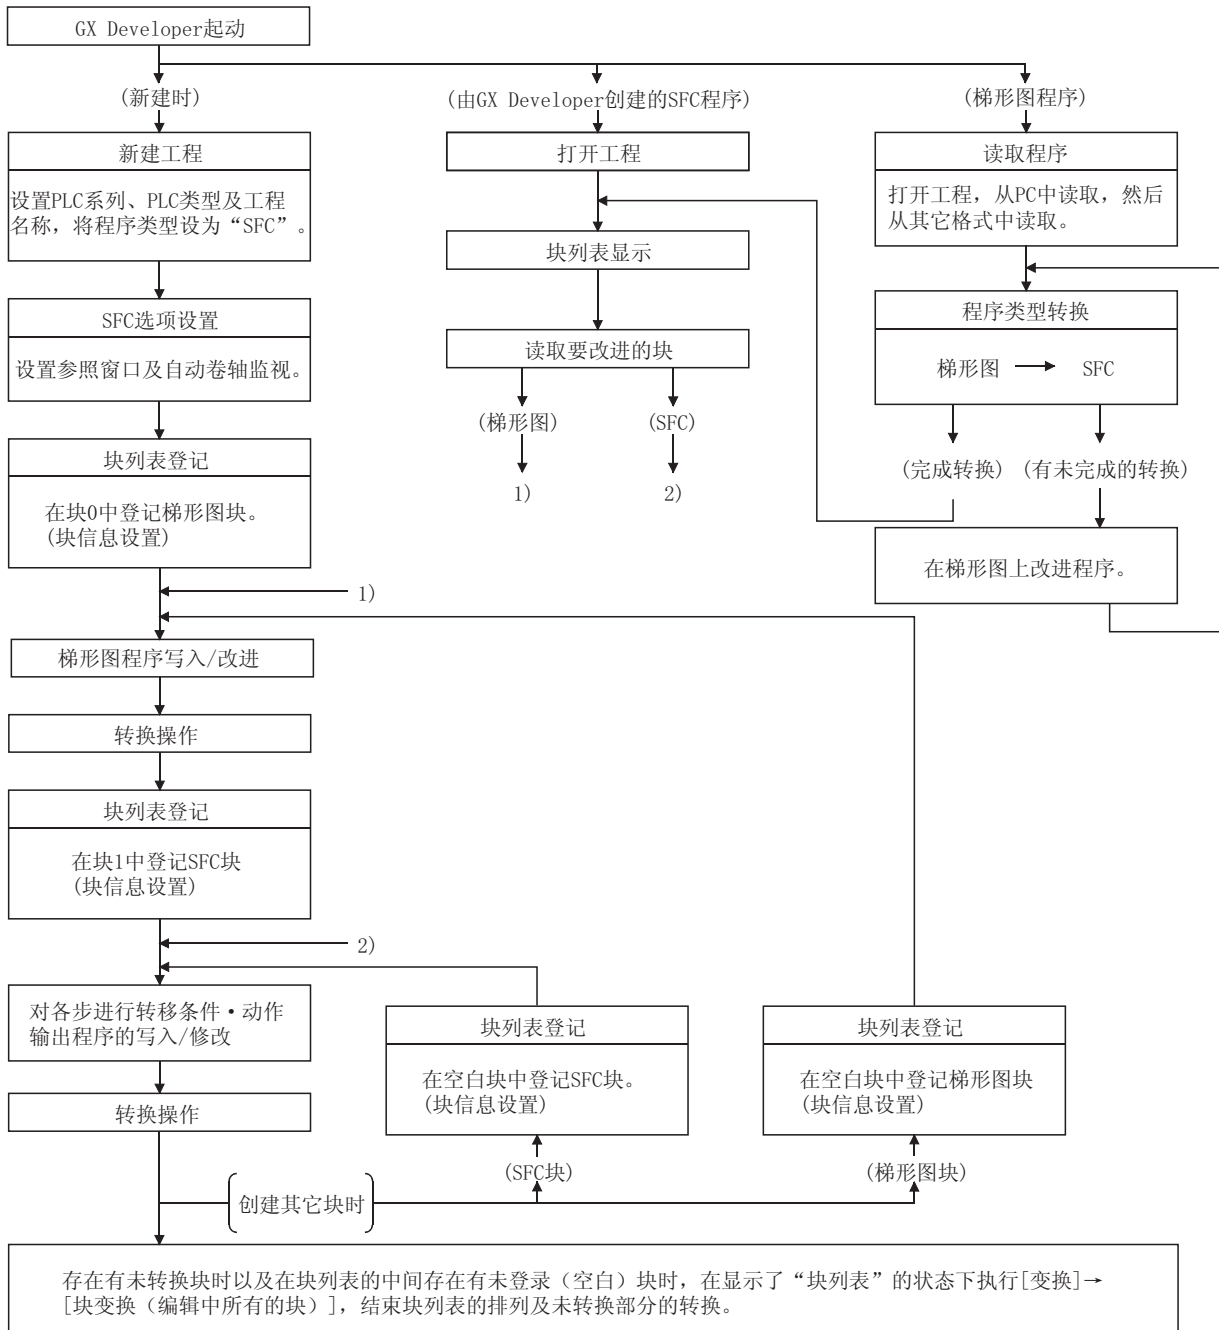 GX Developer起动
(新建时)
(由GX Developer创建的SFC程序)
(梯形图程序)
新建工程
设置PLC系列、PLC类型及工程
名称，将程序类型设为“SFC”。
打开工程
读取程序
打开工程，从PC中读取，然后
从其它格式中读取。
块列表显示
SFC选项设置
设置参照窗口及自动卷轴监视。
读取要改进的块
(梯形图)
(SFC)
1)
2)
程序类型转换
梯形图 → SFC
(完成转换)
(有未完成的转换)
在梯形图上改进程序。
块列表登记
在块0中登记梯形图块。
(块信息设置)
1)
梯形图程序写入/改进
转换操作
块列表登记
在块1中登记SFC块
(块信息设置)
2)
对各步进行转移条件·动作
输出程序的写入/修改
转换操作
块列表登记
在空白块中登记SFC块。
(块信息设置)
块列表登记
在空白块中登记梯形图块
(块信息设置)
(SFC块)
(梯形图块)
创建其它块时
存在有未转换块时以及在块列表的中间存在有未登录（空白）块时，在显示了“块列表”的状态下执行[变换]→
[块变换（编辑中所有的块）]，结束块列表的排列及未转换部分的转换。